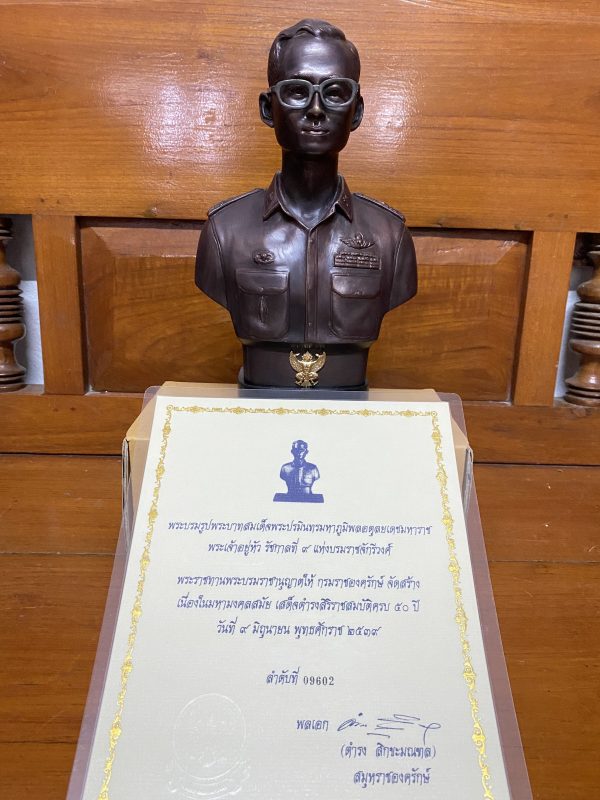 พระบรมรูปพระบาทสมเด็จพระปรมินทรมหาภูมิพลอดุลยเดชมหาราช
พระเจ้าอยู่หัว รัชกาลที่ ๙ แห่งบรมราชจักรีวงศ์
พระราชทานพระบรมราชานุญาตให้ กรมราชองครักษ์ จัดสร้าง
เนื่องในมหามงคลสมัย เสด็จดำรงสิริราชสมบัติครบ ๕๐ ปี
วันที่ ๙ มิถุนายน พุทธศักราช ๒๕๓๙
ลำดับที่ 09602
พลเอก
(ดำรง สิกขะมณฑล)
สมุหราชองครักษ์